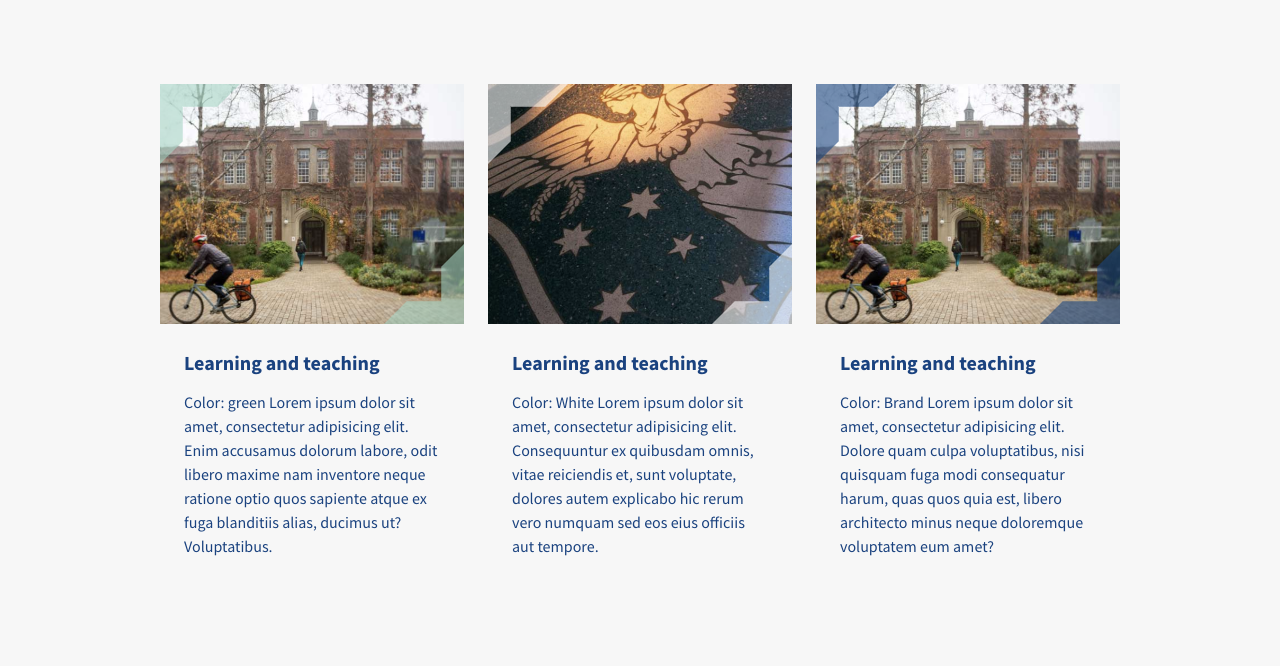 Learning and teaching
Color: green Lorem ipsum dolor sit
amet, consectetur adipisicing elit.
Enim accusamus dolorum labore, odit
libero maxime nam inventore neque
ratione optio quos sapiente atque ex
fuga blanditiis alias, ducimus ut?
Voluptatibus.
Learning and teaching
Color: White Lorem ipsum dolor sit
amet, consectetur adipisicing elit.
Consequuntur ex quibusdam omnis,
vitae reiciendis et, sunt voluptate,
dolores autem explicabo hic rerum
vero numquam sed eos eius officiis
aut tempore.
Learning and teaching
Color: Brand Lorem ipsum dolor sit
amet, consectetur adipisicing elit.
Dolore quam culpa voluptatibus, nisi
quisquam fuga modi consequatur
harum, quas quos quia est, libero
architecto minus neque doloremque
voluptatem eum amet?